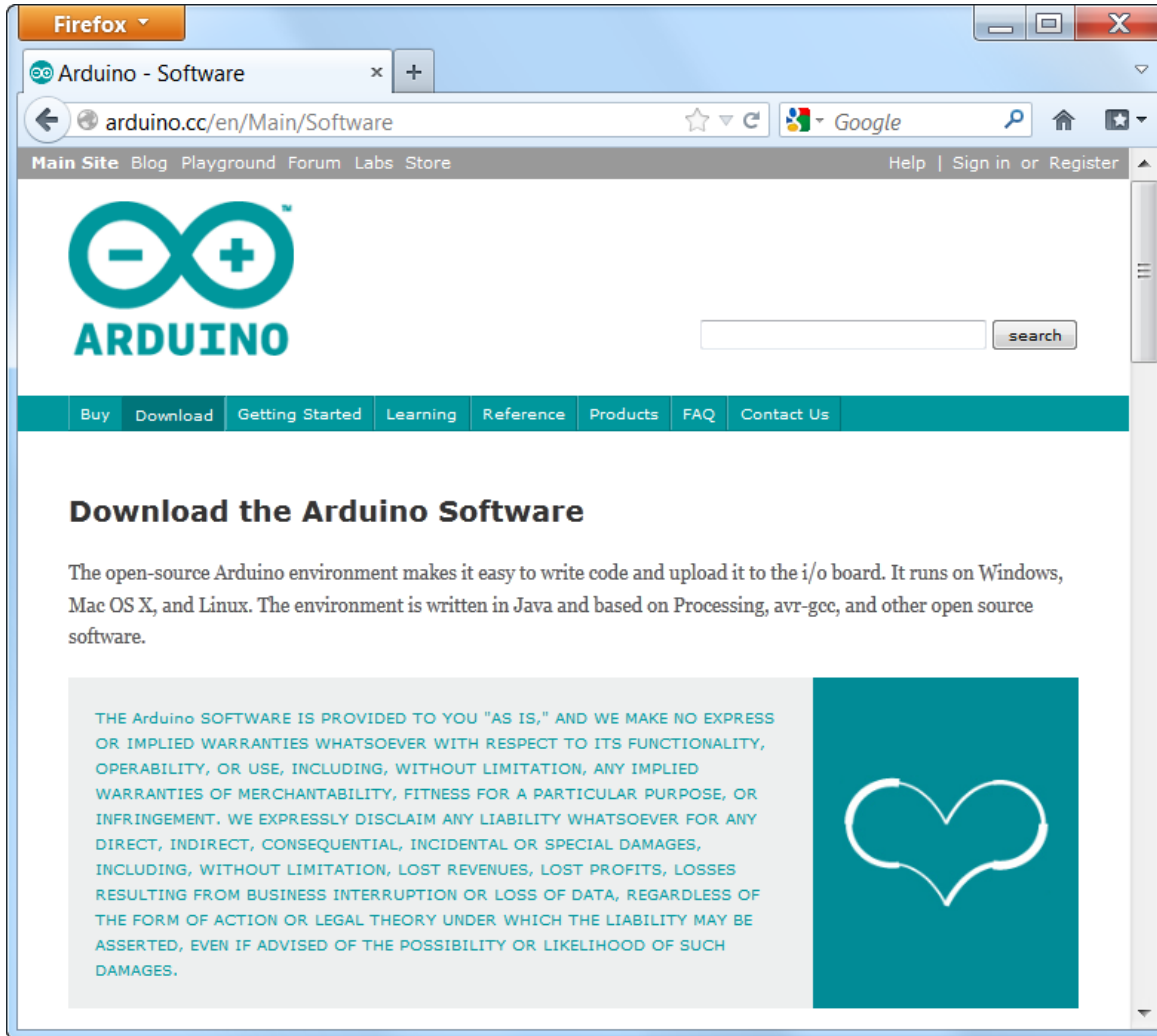 Firefox
Arduino - Software
arduino.cc/en/Main/Software
Google
Main Site Blog Playground Forum Labs Store
Help | Sign in or Register
TM
ARDUINO
search
Buy Download Getting Started Learning Reference Products FAQ Contact Us
Download the Arduino Software
The open-source Arduino environment makes it easy to write code and upload it to the i/o board. It runs on Windows,
Mac OS X, and Linux. The environment is written in Java and based on Processing, avr-gcc, and other open source
software.
THE Arduino SOFTWARE IS PROVIDED TO YOU "AS IS," AND WE MAKE NO EXPRESS
OR IMPLIED WARRANTIES WHATSOEVER WITH RESPECT TO ITS FUNCTIONALITY,
OPERABILITY, OR USE, INCLUDING, WITHOUT LIMITATION, ANY IMPLIED
WARRANTIES OF MERCHANTABILITY, FITNESS FOR A PARTICULAR PURPOSE, OR
INFRINGEMENT. WE EXPRESSLY DISCLAIM ANY LIABILITY WHATSOEVER FOR ANY
DIRECT, INDIRECT, CONSEQUENTIAL, INCIDENTAL OR SPECIAL DAMAGES,
INCLUDING, WITHOUT LIMITATION, LOST REVENUES, LOST PROFITS, LOSSES
RESULTING FROM BUSINESS INTERRUPTION OR LOSS OF DATA, REGARDLESS OF
THE FORM OF ACTION OR LEGAL THEORY UNDER WHICH THE LIABILITY MAY BE
ASSERTED, EVEN IF ADVISED OF THE POSSIBILITY OR LIKELIHOOD OF SUCH
DAMAGES.